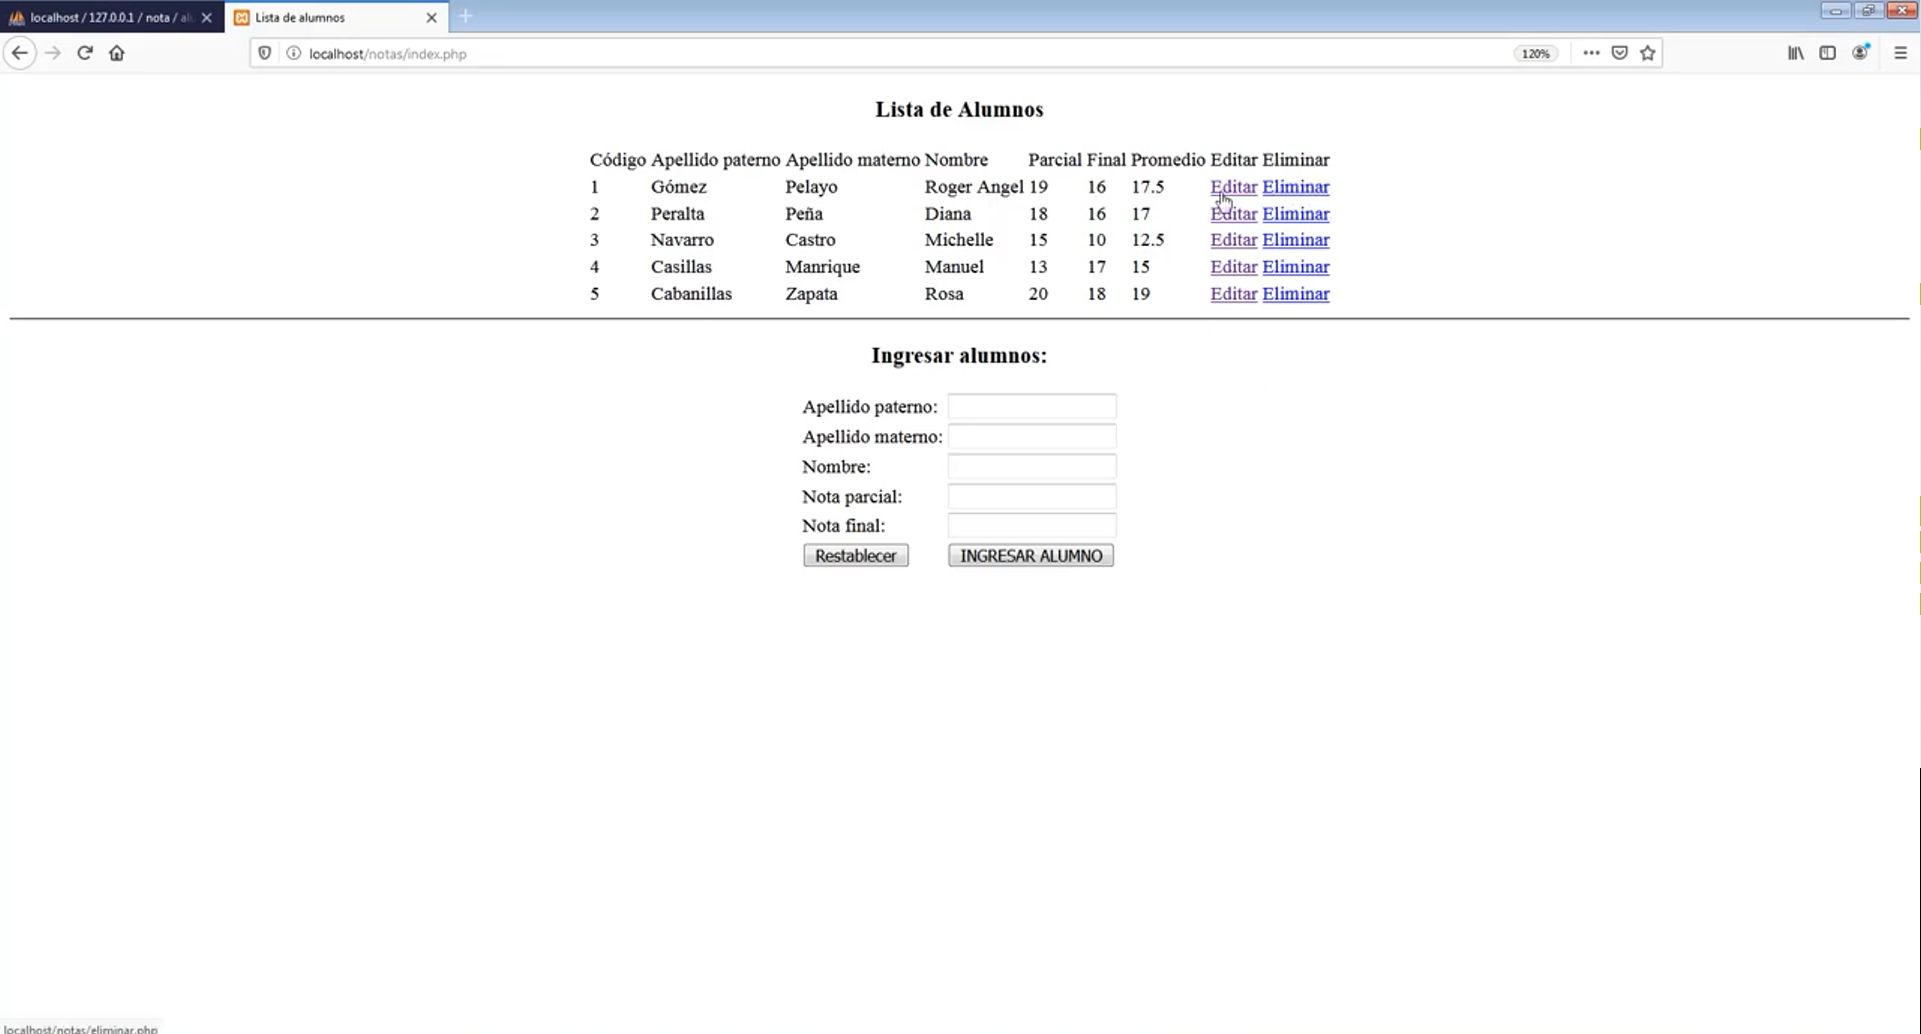 localhost / 127.0.0.1 / nota / al
Lista de alumnos
localhost/notas/index.php
120%
Lista de Alumnos
Código Apellido paterno Apellido materno Nombre Parcial Final Promedio Editar Eliminar
1 Gómez Pelayo Roger Angel 19 16 17.5 Editar Eliminar
2 Peralta Peña Diana 18 16 17 Editar Eliminar
3 Navarro Castro Michelle 15 10 12.5 Editar Eliminar
4 Casillas Manrique Manuel 13 17 15 Editar Eliminar
5 Cabanillas Zapata Rosa 20 18 19 Editar Eliminar
Ingresar alumnos:
Apellido paterno:
Apellido materno:
Nombre:
Nota parcial:
Nota final:
Restablecer INGRESAR ALUMNO
localhost/notas/eliminar.php